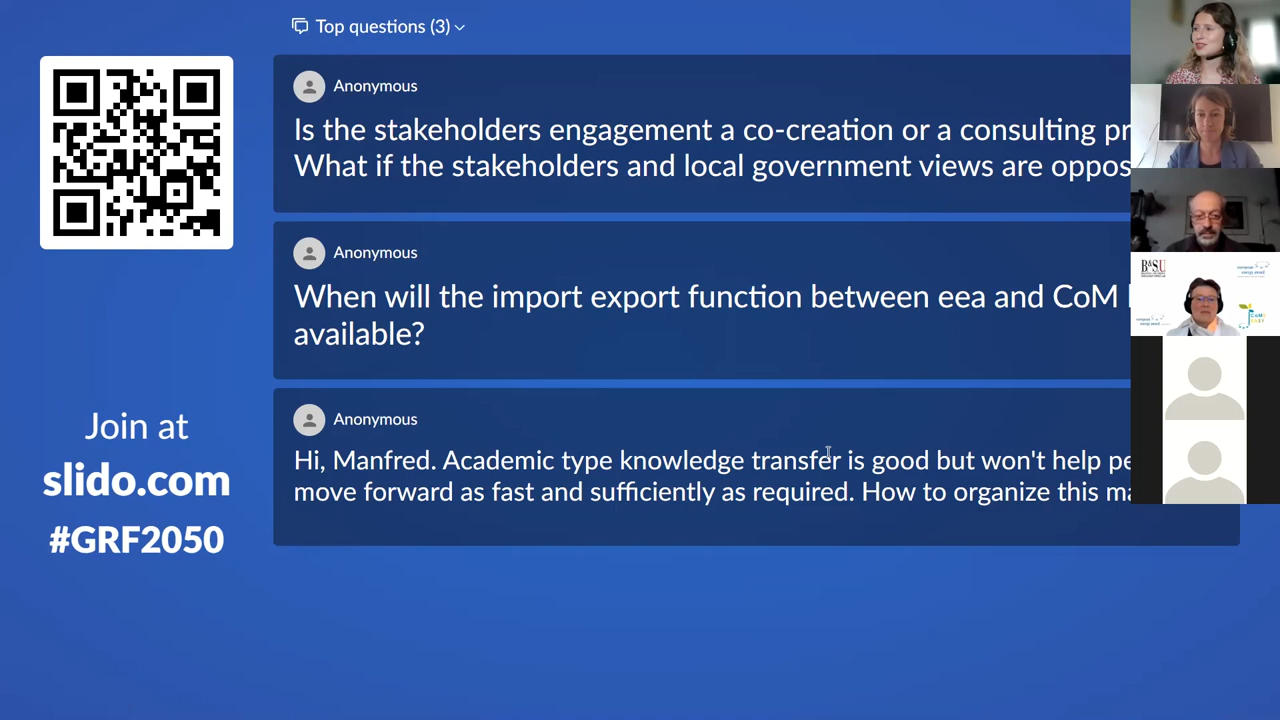 Top questions (3)
Anonymous
Is the stakeholders engagement a co-creation or a consulting
What if the stakeholders and local government views are
Anonymous
When will the import export function between eea and CoM
available?
Anonymous
Hi, Manfred. Academic type knowledge transfer is good but won't help
move forward as fast and sufficiently as required. How to organize this
Join at
slido.com
#GRF2050
B&S.U
european
energy award